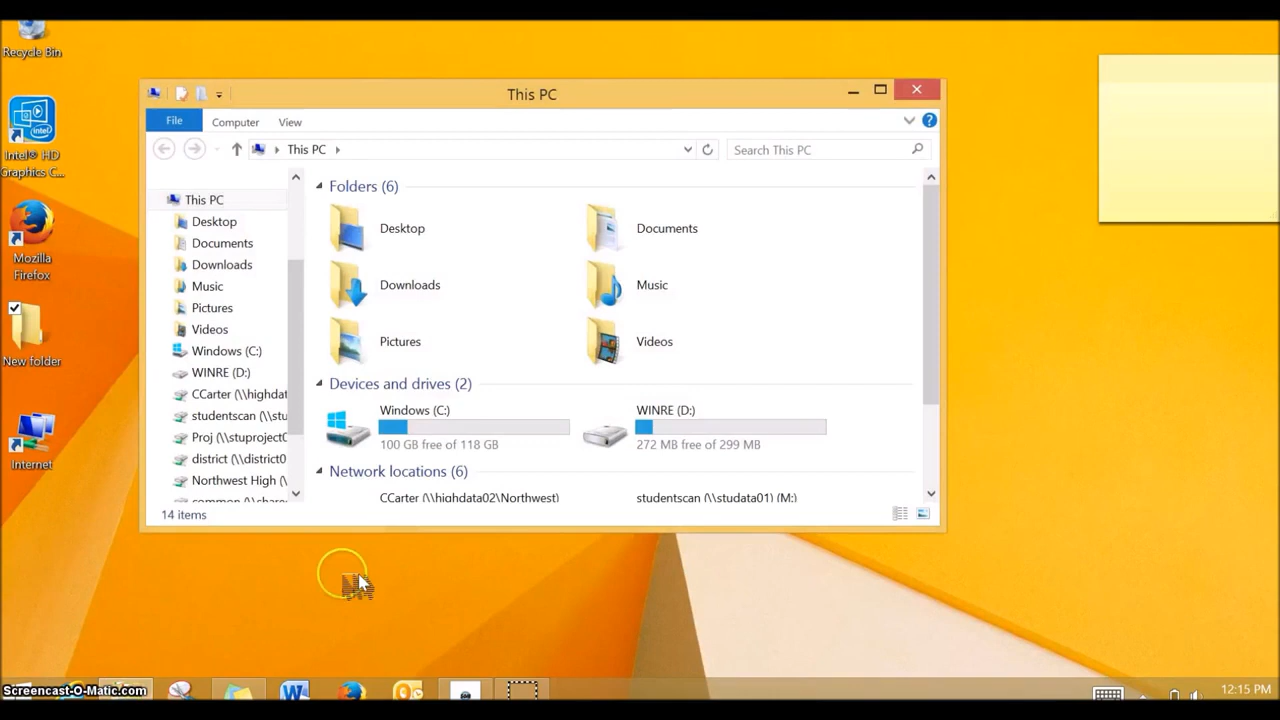 Recycle Bin
Intel® HD
Graphics C...
Mozilla
Firefox
New folder
Internet
This PC
File
Computer
View
This PC
Search This PC
This PC
Desktop
Documents
Downloads
Music
Pictures
Videos
Windows (C:)
WINRE (D:)
CCarter (\\highdat
studentscan (\\stu
Proj (\\stuproject0
district (\\district0
Northwest High (\
Folders (6)
Desktop
Documents
Downloads
Music
Pictures
Videos
Devices and drives (2)
Windows (C:)
100 GB free of 118 GB
WINRE (D:)
272 MB free of 299 MB
Network locations (6)
CCarter (\\highdata02\Northwest)
studentscan (\\studata01) (M:)
14 items
Screencast-O-Matic.com
12:15 PM